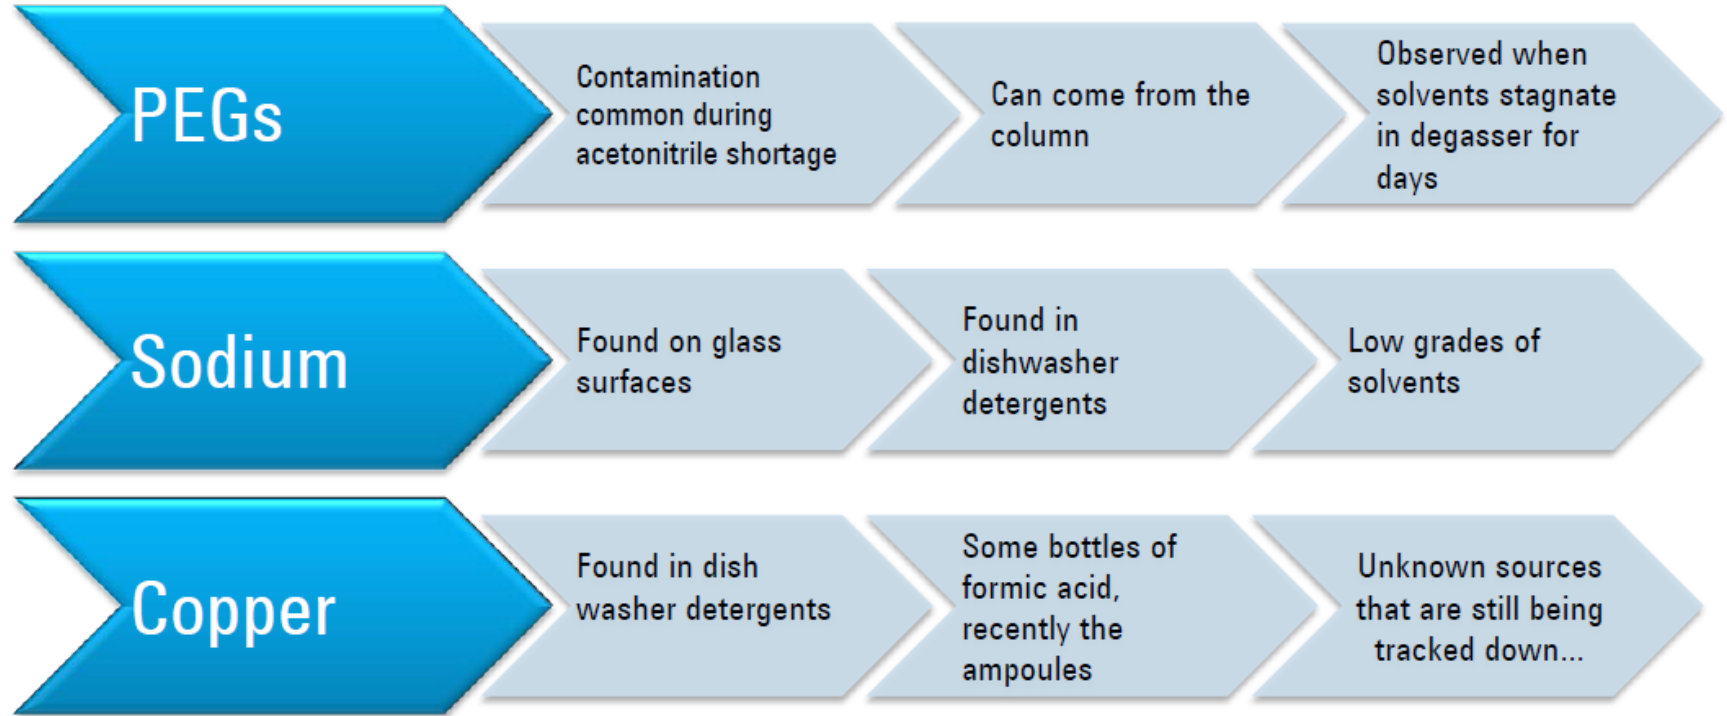 PEGs
Contamination
common during
acetonitrile shortage
Can come from the
column
Observed when
solvents stagnate
in degasser for
days
Sodium
Found on glass
surfaces
Found in
dishwasher
detergents
Low grades of
solvents
Copper
Found in dish
washer detergents
Some bottles of
formic acid,
recently the
ampoules
Unknown sources
that are still being
tracked down...